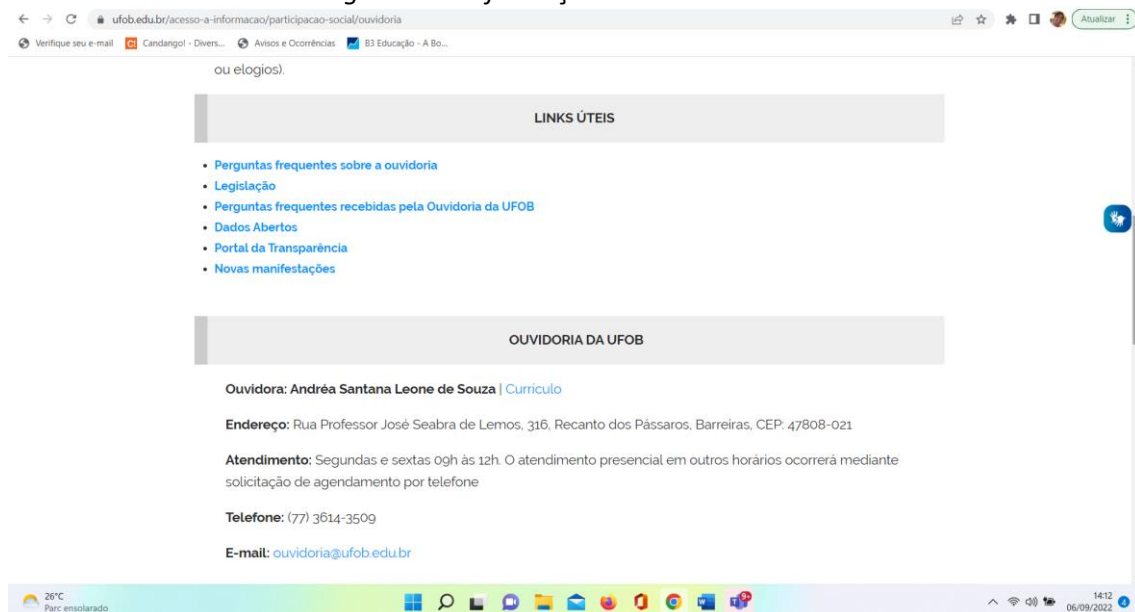 ufob.edu.br/acesso-a-informacao/participacao-social/ouvidoria
Atualizar
Verifique seu e-mail
Candango! - Divers...
Avisos e Ocorrências
B3 Educação - A Bo...
ou elogios).
LINKS ÚTEIS
• Perguntas frequentes sobre a ouvidoria
• Legislação
• Perguntas frequentes recebidas pela Ouvidoria da UFOB
• Dados Abertos
• Portal da Transparência
• Novas manifestações
OUVIDORIA DA UFOB
Ouvidora: Andréa Santana Leone de Souza | Currículo
Endereço: Rua Professor José Seabra de Lemos, 316, Recanto dos Pássaros, Barreiras, CEP: 47808-021
Atendimento: Segundas e sextas 09h às 12h. O atendimento presencial em outros horários ocorrerá mediante
solicitação de agendamento por telefone
Telefone: (77) 3614-3509
E-mail: ouvidoria@ufob.edu.br
26°C
Parc ensolarado
14:12
06/09/2022